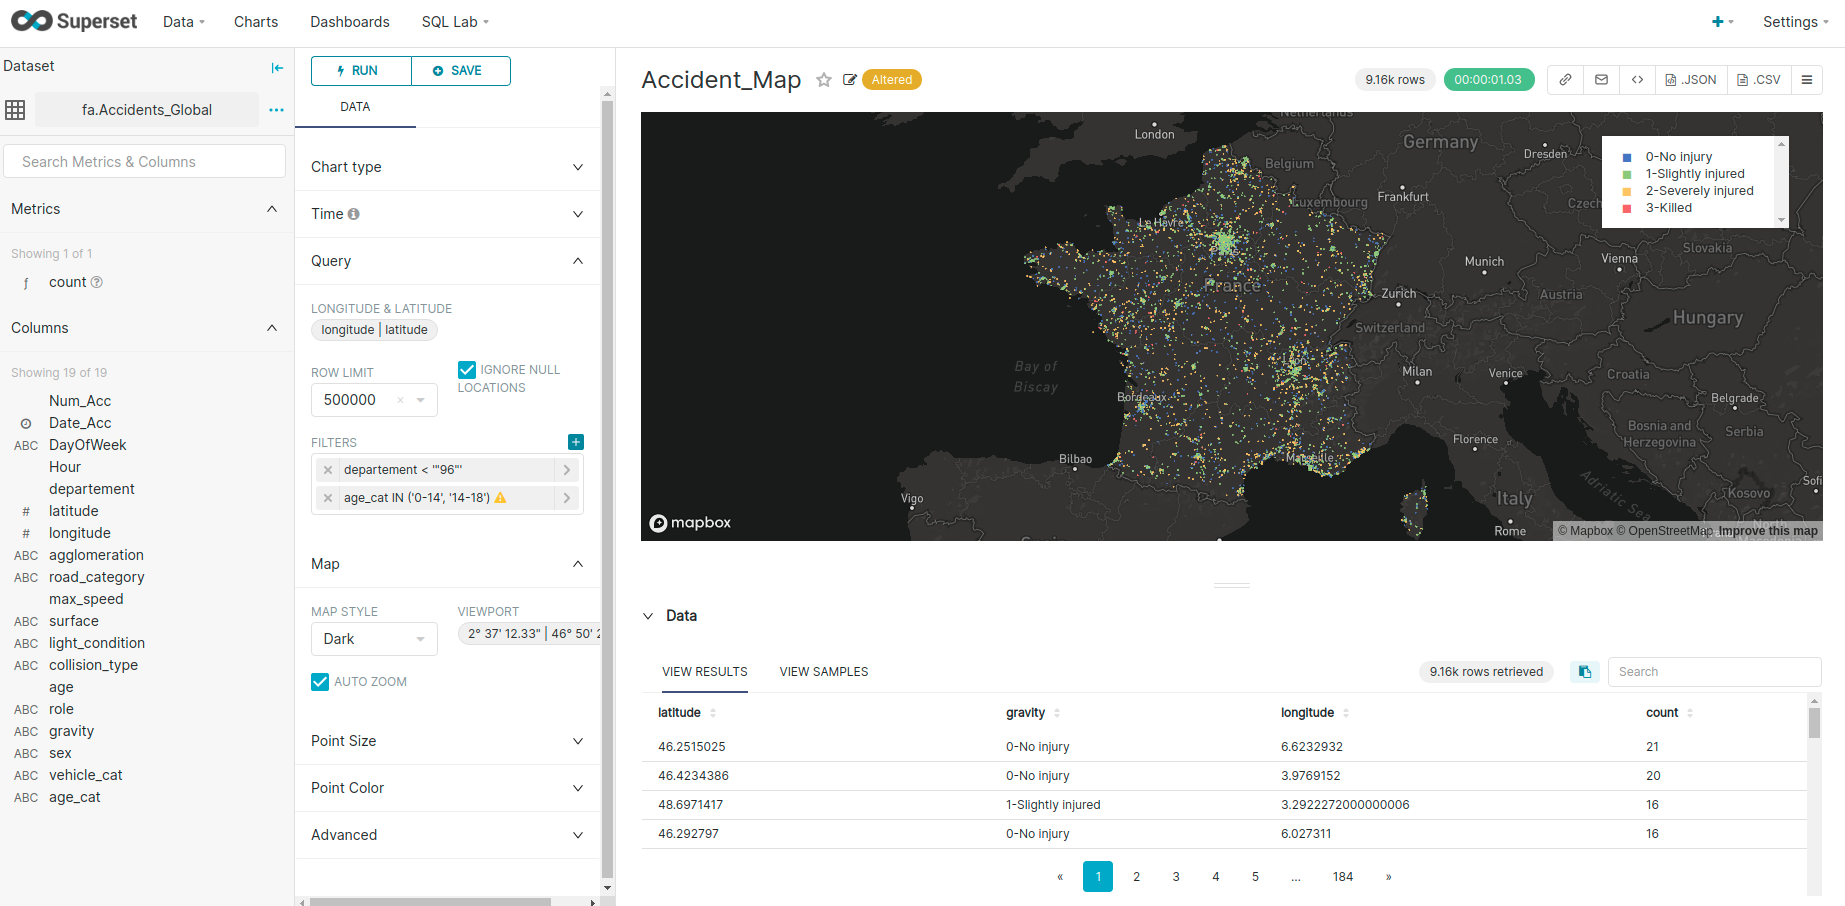 Superset
Data
Charts
Dashboards
SQL Lab
Settings
Dataset
fa.Accidents_Global
Search Metrics & Columns
Metrics
Showing 1 of 1
f count
Columns
Showing 19 of 19
Num_Acc
Date_Acc
ABC DayOfWeek
Hour
departement
# latitude
# longitude
ABC agglomeration
ABC road_category
max_speed
ABC surface
ABC light_condition
ABC collision_type
age
ABC role
ABC gravity
ABC sex
ABC vehicle_cat
ABC age_cat
RUN
SAVE
DATA
Chart type
Time
Query
LONGITUDE & LATITUDE
longitude | latitude
ROW LIMIT
500000
IGNORE NULL
LOCATIONS
FILTERS
departement < '"96"'
age_cat IN ('0-14', '14-18')
Map
MAP STYLE
Dark
VIEWPORT
2° 37' 12.33" | 46° 50' 2
AUTO ZOOM
Point Size
Point Color
Advanced
Accident_Map
Altered
9.16k rows
00:00:01.03
.JSON
.CSV
Netherlands
London
Germany
Dresden
Belgium
Frankfurt
Luxembourg
Czech
Le Havre
Slovakia
Munich
Vienna
France
Zurich
Austria
Switzerland
Hungary
Lyon
Bay of
Biscay
Milan
Venice
Croatia
Bordeaux
Belgrade
Bosnia and
Herzegovina
Serbia
Florence
Bilbao
Marseille
Adriatic Sea
Kosovo
Sofi
Vigo
Italy
Rome
0-No injury
1-Slightly injured
2-Severely injured
3-Killed
mapbox
© Mapbox © OpenStreetMap Improve this map
Data
VIEW RESULTS
VIEW SAMPLES
9.16k rows retrieved
Search
latitude gravity longitude count
46.2515025 0-No injury 6.6232932 21
46.4234386 0-No injury 3.9769152 20
48.6971417 1-Slightly injured 3.2922272000000006 16
46.292797 0-No injury 6.027311 16
« 1 2 3 4 5 ... 184 »